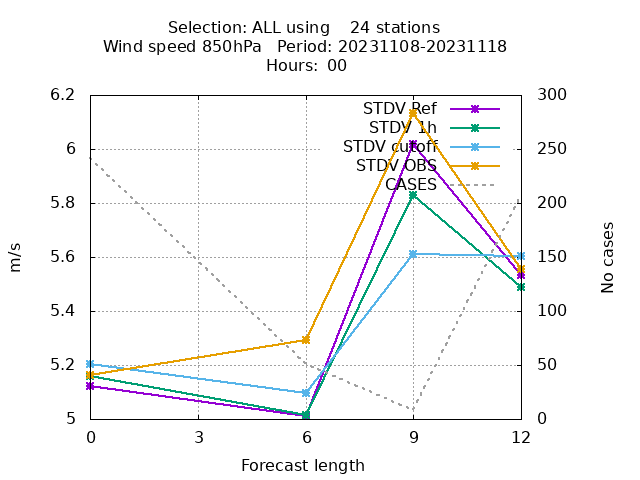 Selection: ALL using    24 stations
Wind speed 850hPa   Period: 20231108-20231118
Hours: 00
STDV Ref
STDV 1h
STDV cutoff
STDV OBS
CASES
6.2
6
5.8
5.6
5.4
5.2
5
300
250
200
150
100
50
0
m/s
No cases
0 3 6 9 12
Forecast length